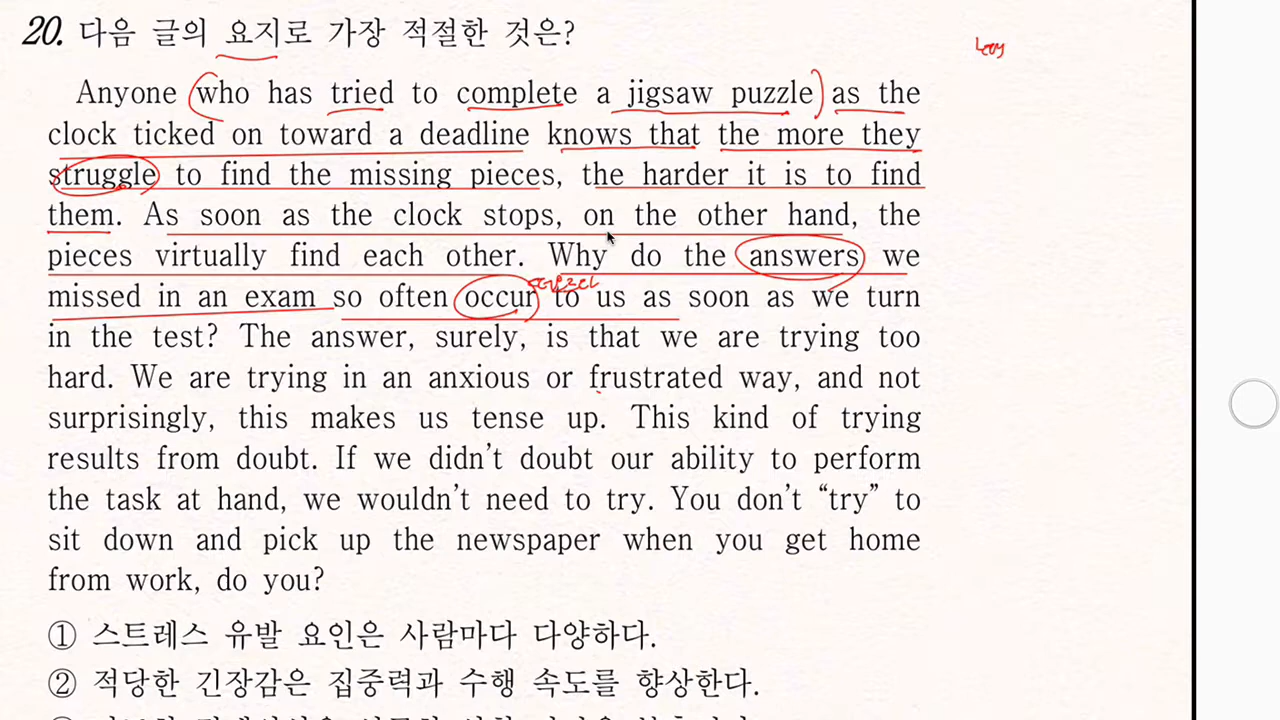 20. 다음 글의 요지로 가장 적절한 것은?
Anyone who has tried to complete a jigsaw puzzle as the
clock ticked on toward a deadline knows that the more they
struggle to find the missing pieces, the harder it is to find
them. As soon as the clock stops, on the other hand, the
pieces virtually find each other. Why do the answers we
missed in an exam so often occur to us as soon as we turn
in the test? The answer, surely, is that we are trying too
hard. We are trying in an anxious or frustrated way, and not
surprisingly, this makes us tense up. This kind of trying
results from doubt. If we didn't doubt our ability to perform
the task at hand, we wouldn't need to try. You don't “try” to
sit down and pick up the newspaper when you get home
from work, do you?
① 스트레스 유발 요인은 사람마다 다양하다.
② 적당한 긴장감은 집중력과 수행 속도를 향상한다.